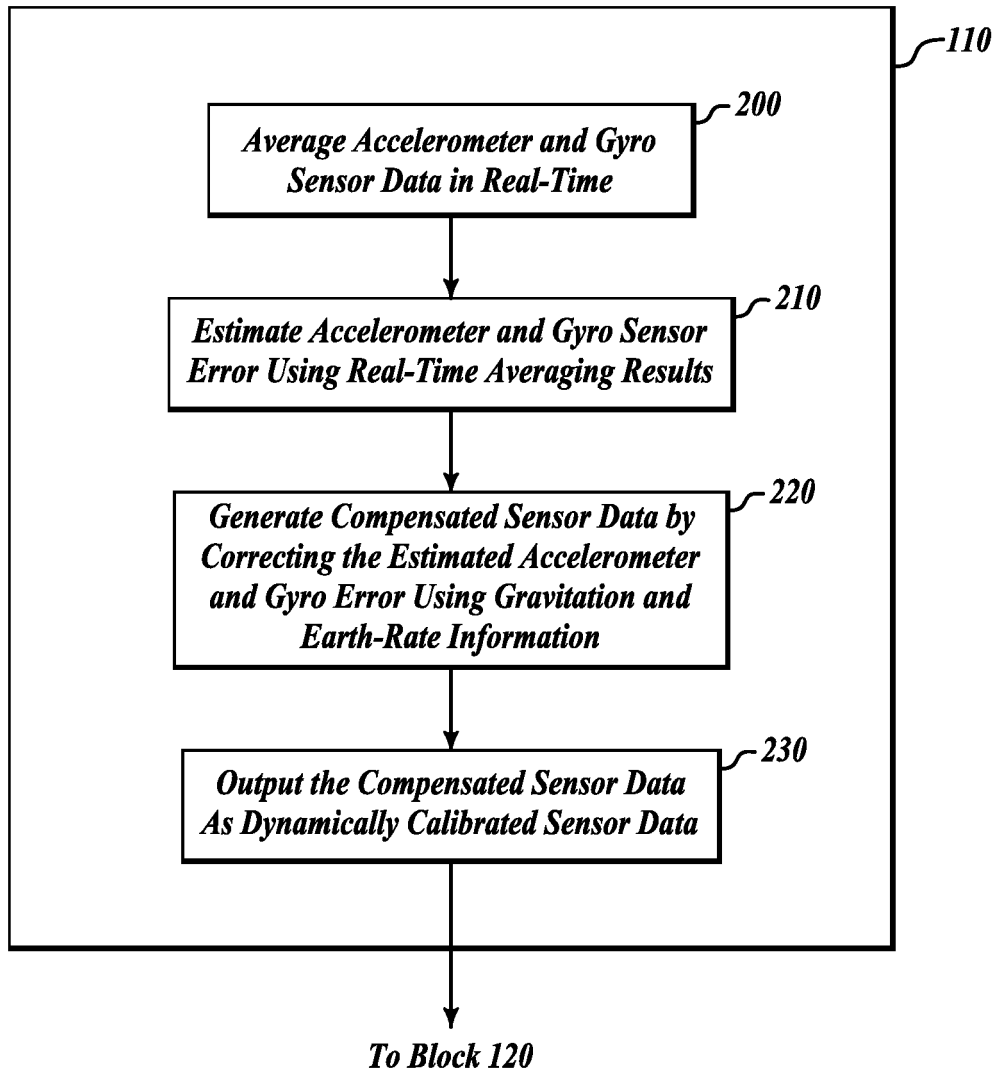 110
200
Average Accelerometer and Gyro
Sensor Data in Real-Time
210
Estimate Accelerometer and Gyro Sensor
Error Using Real-Time Averaging Results
220
Generate Compensated Sensor Data by
Correcting the Estimated Accelerometer
and Gyro Error Using Gravitation and
Earth-Rate Information
230
Output the Compensated Sensor Data
As Dynamically Calibrated Sensor Data
To Block 120